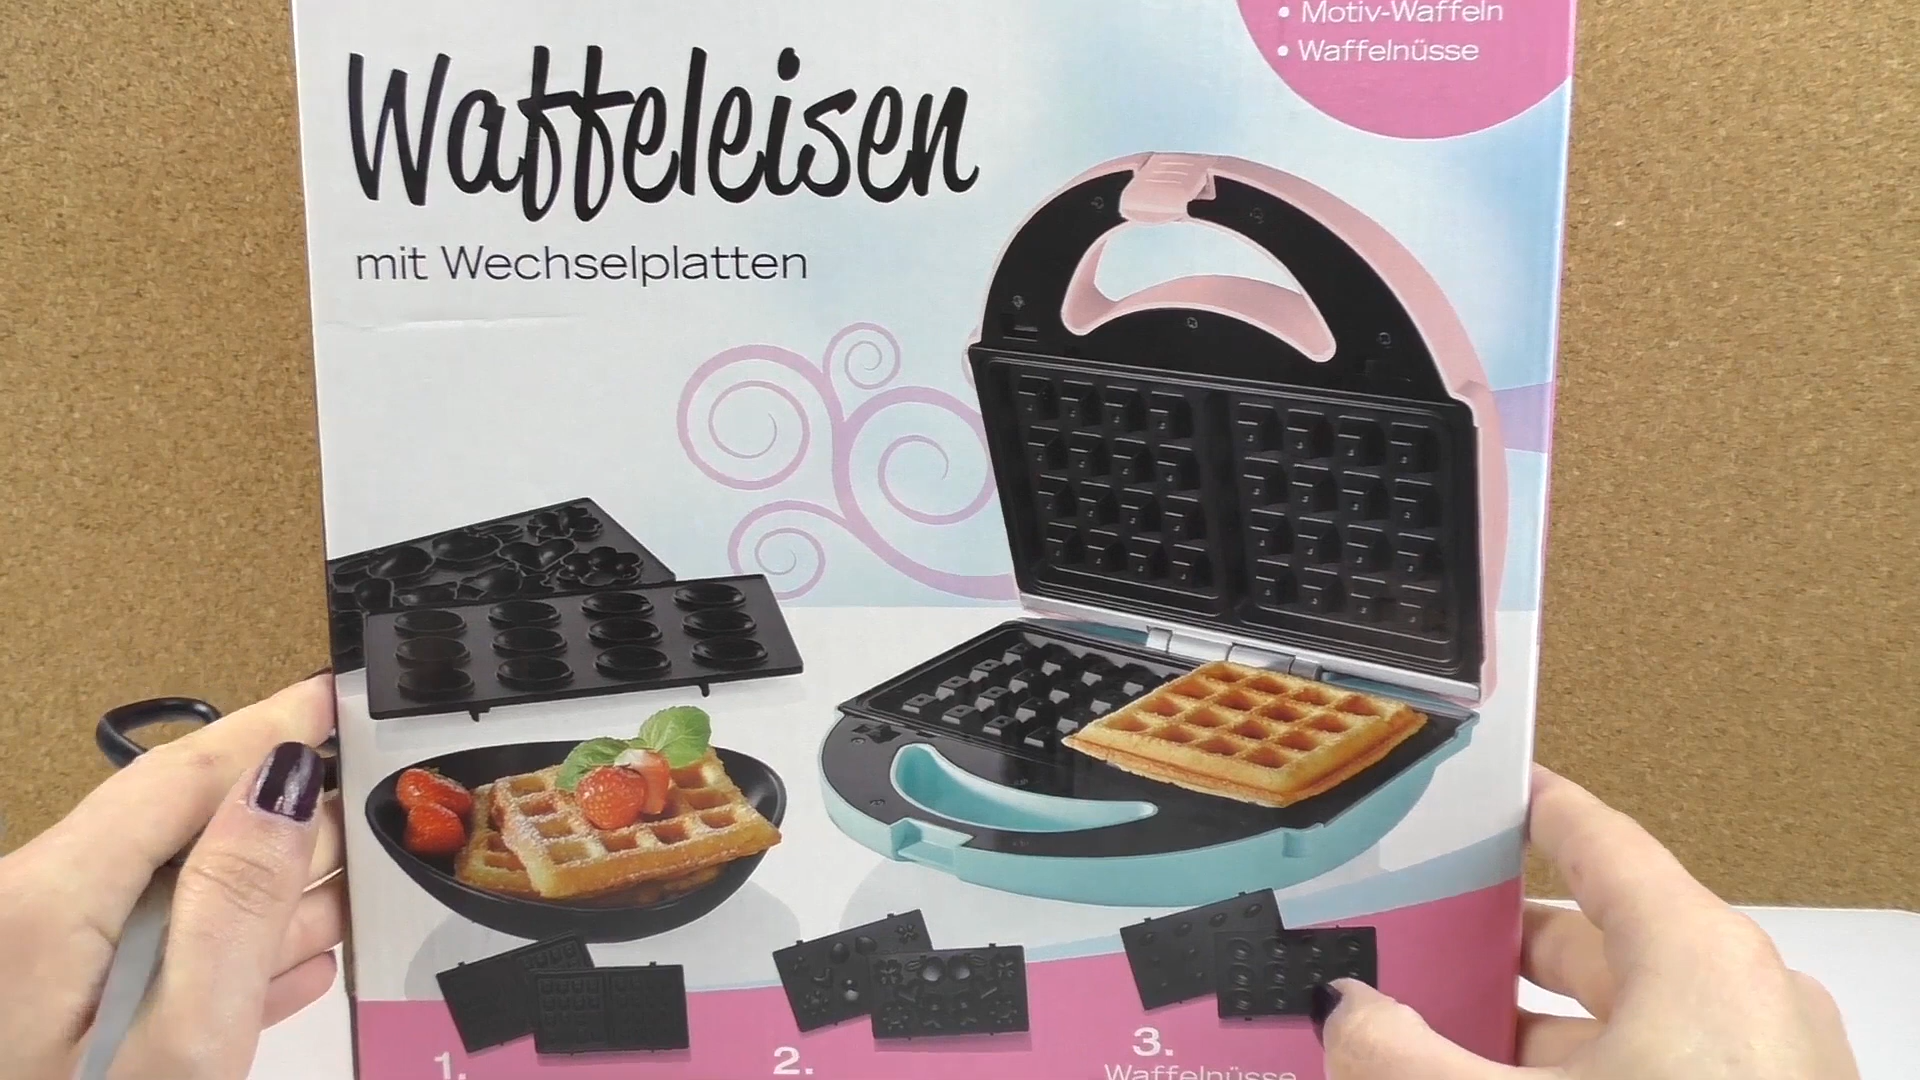 • Motiv-Waffeln
• Waffelnüsse
Waffeleisen
mit Wechselplatten
1.
2.
3.
Waffelnüsse